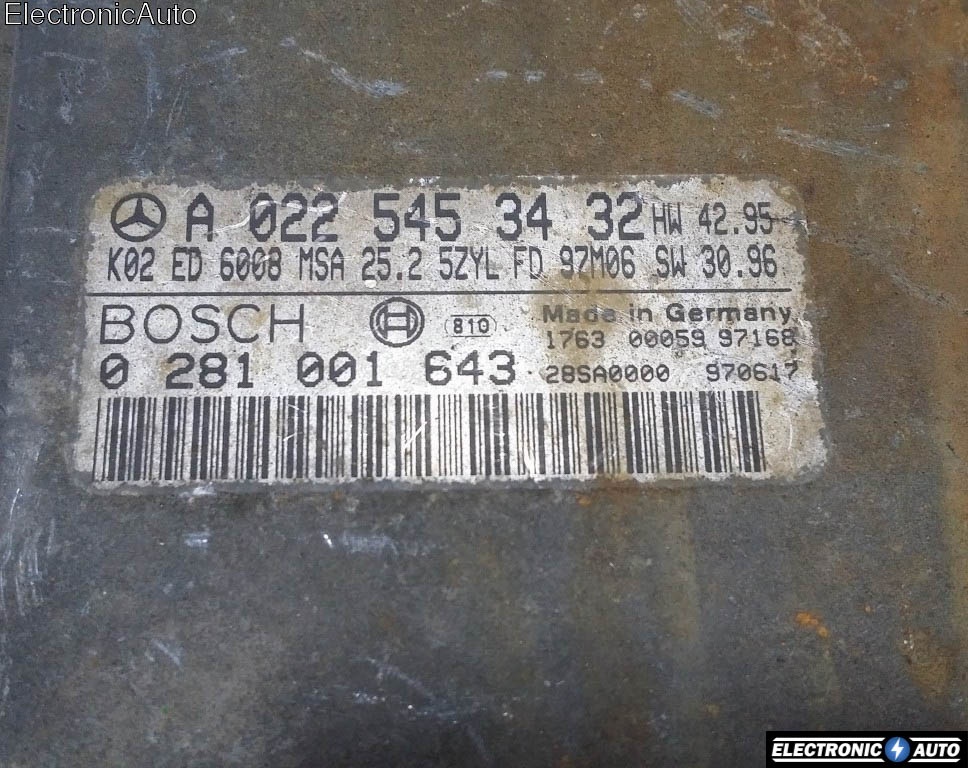 ElectronicAuto
A 022 545 34 32 HW 42.95
K02 ED 6008 MSA 25.2 5ZYL FD 97M06 SW 30.96
BOSCH 810 Made in Germany
1763 00059 97168
0 281 001 643 28SA0000 970617
ELECTRONIC AUTO